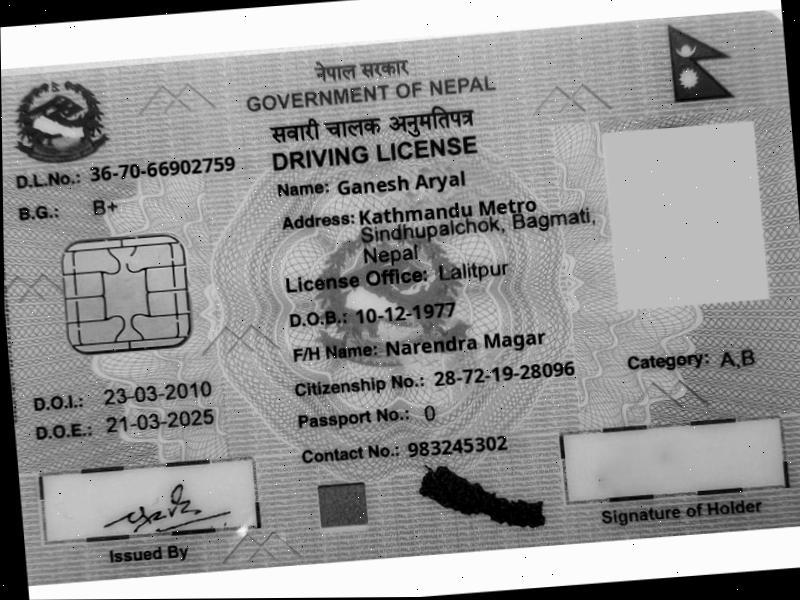 नेपाल सरकार
GOVERNMENT OF NEPAL
सवारी चालक अनुमतिपत्र
DRIVING LICENSE
D.L.No.: 36-70-66902759
B.G.: B+
Name: Ganesh Aryal
Address: Kathmandu Metro
Sindhupalchok, Bagmati,
Nepal
License Office: Lalitpur
D.O.B.: 10-12-1977
F/H Name: Narendra Magar
Citizenship No.: 28-72-19-28096
Passport No.: 0
Contact No.: 983245302
Category: A,B
D.O.I.: 23-03-2010
D.O.E.: 21-03-2025
Issued By
Signature of Holder